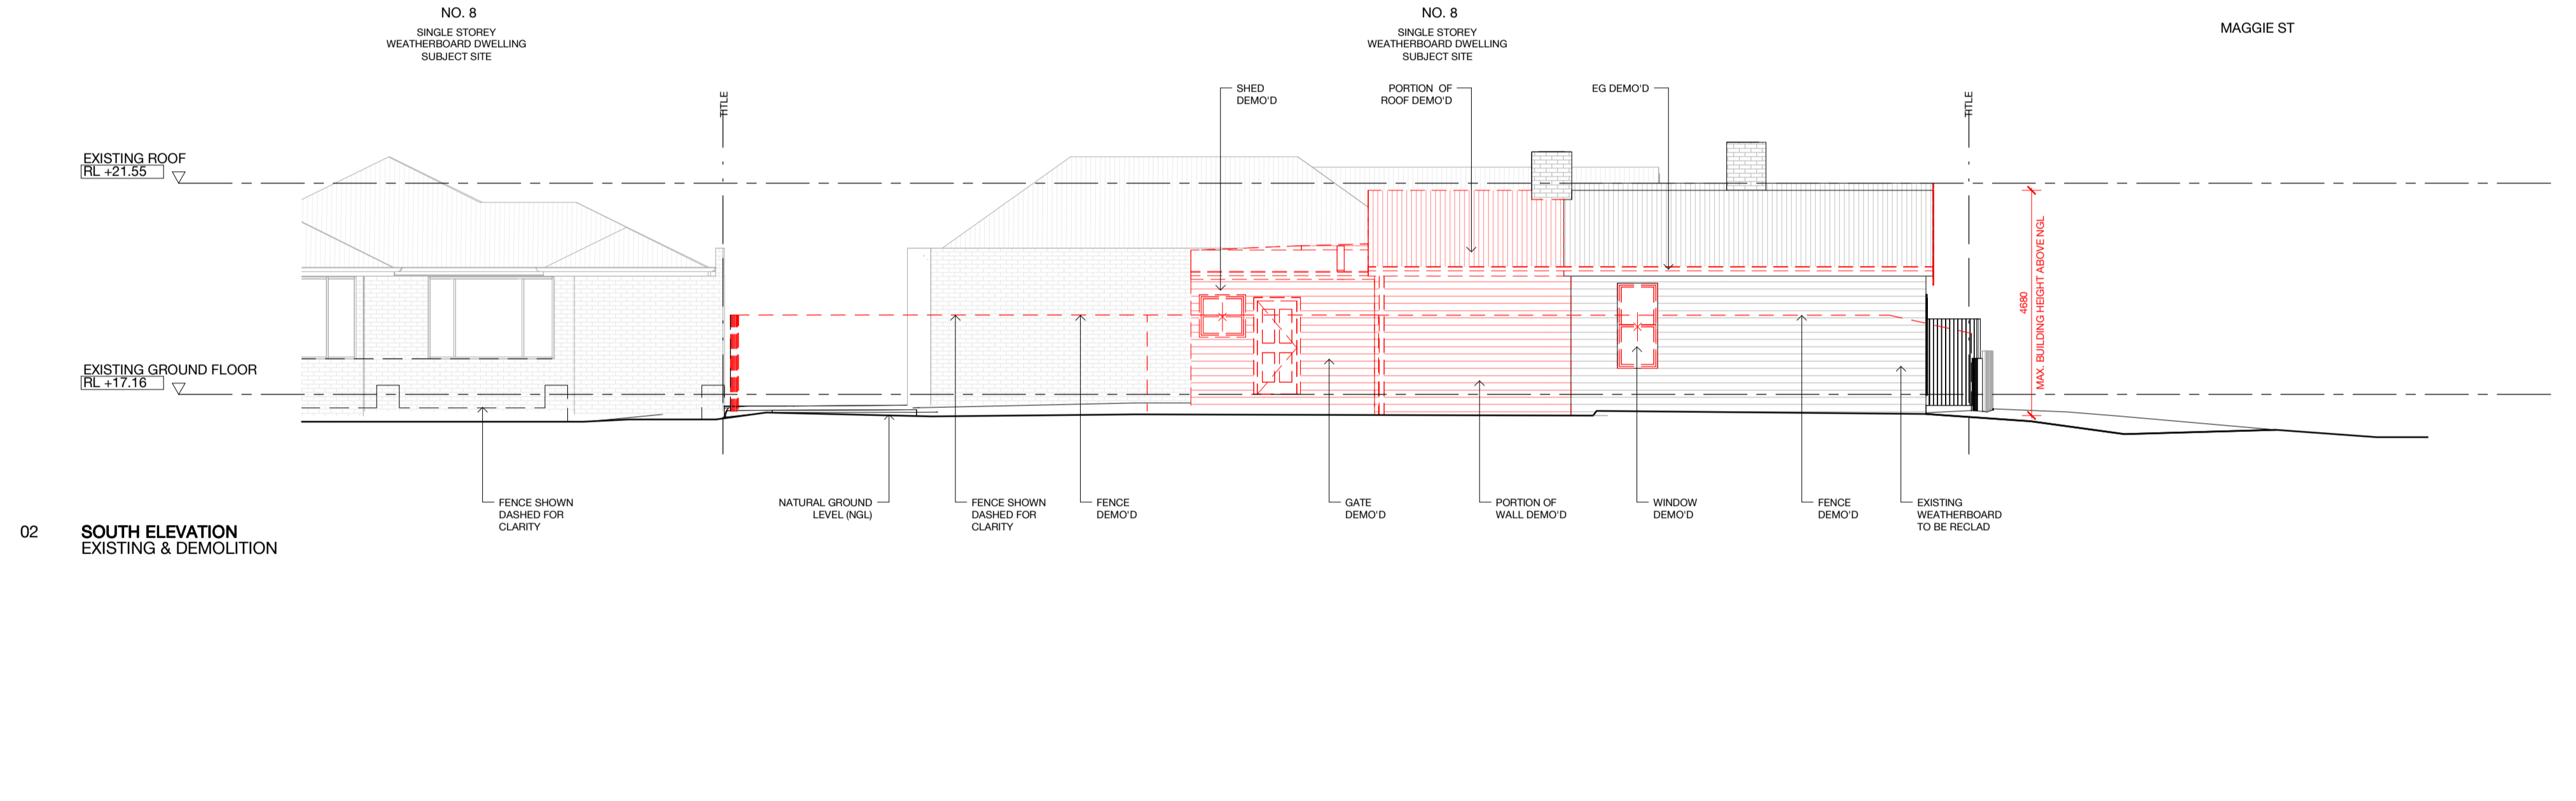 NO. 8
SINGLE STOREY
WEATHERBOARD DWELLING
SUBJECT SITE
NO. 8
SINGLE STOREY
WEATHERBOARD DWELLING
SUBJECT SITE
MAGGIE ST
TITLE
SHED
DEMO'D
PORTION OF
ROOF DEMO'D
EG DEMO'D
TITLE
EXISTING ROOF
RL +21.55
4680
MAX. BUILDING HEIGHT ABOVE NGL
EXISTING GROUND FLOOR
RL +17.16
FENCE SHOWN
DASHED FOR
CLARITY
NATURAL GROUND
LEVEL (NGL)
FENCE SHOWN
DASHED FOR
CLARITY
FENCE
DEMO'D
GATE
DEMO'D
PORTION OF
WALL DEMO'D
WINDOW
DEMO'D
FENCE
DEMO'D
EXISTING
WEATHERBOARD
TO BE RECLAD
02 SOUTH ELEVATION
EXISTING & DEMOLITION